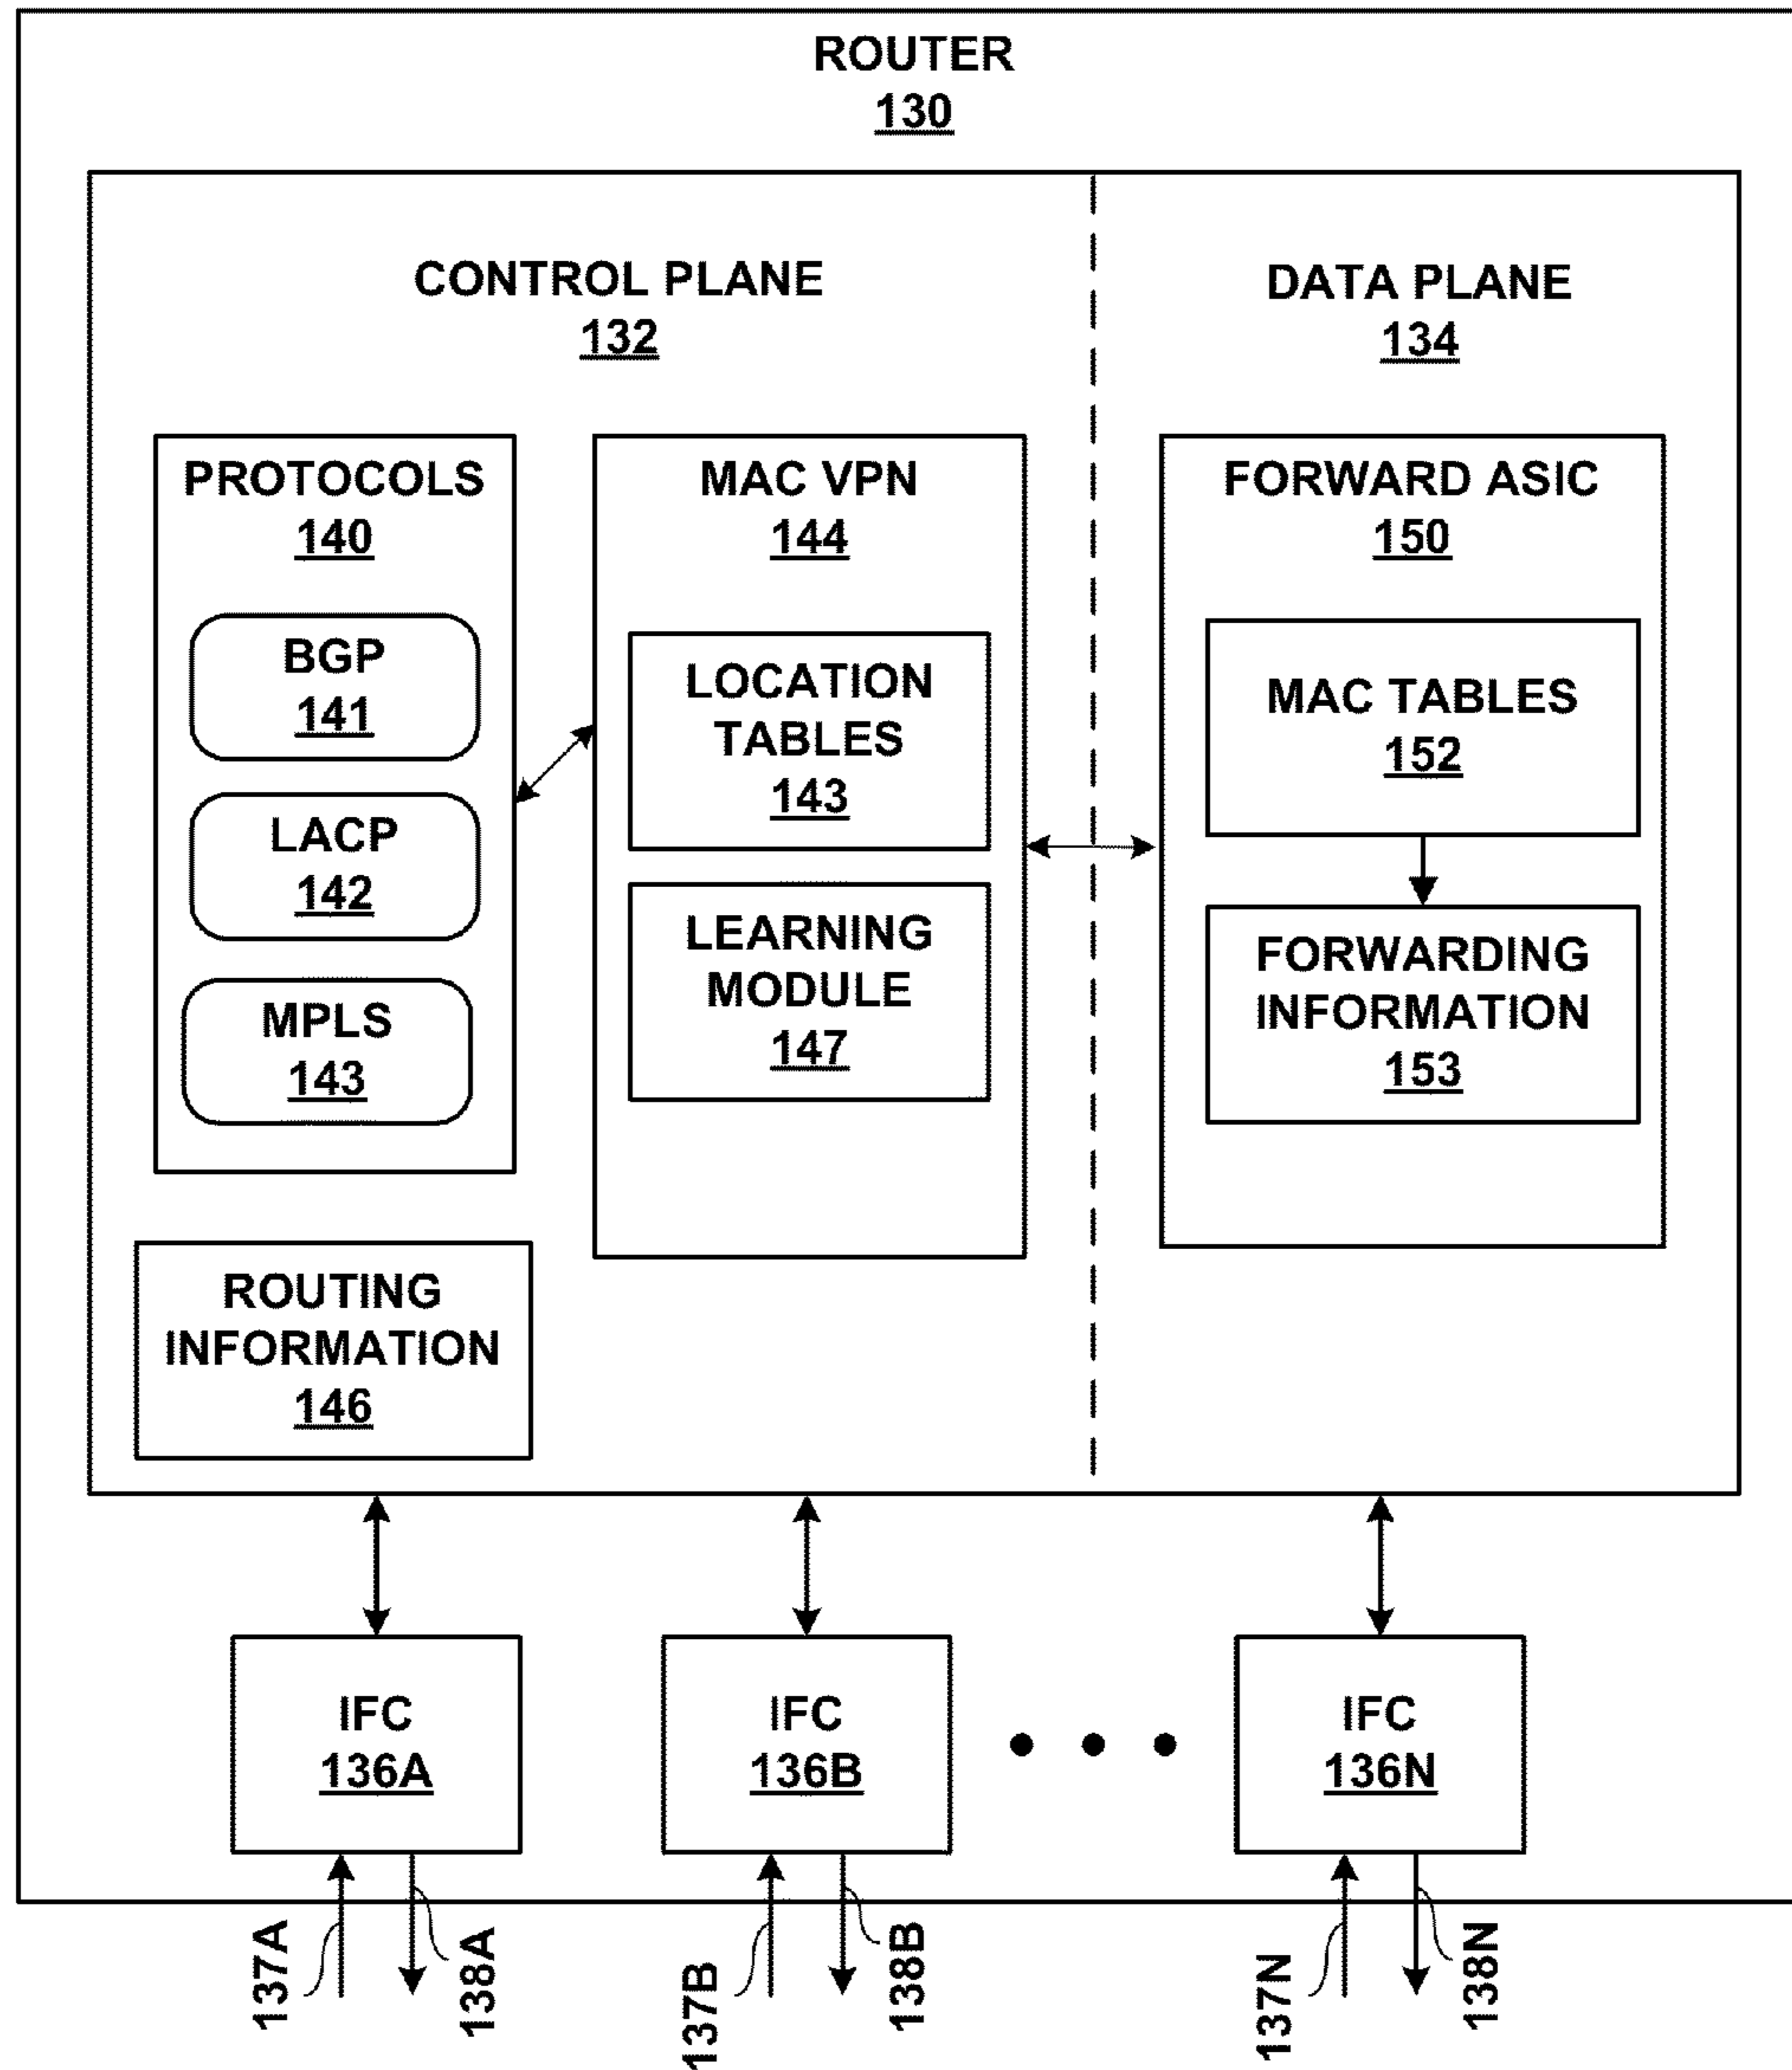 ROUTER
130
CONTROL PLANE
132
DATA PLANE
134
PROTOCOLS
140
BGP
141
LACP
142
MPLS
143
MAC VPN
144
LOCATION
TABLES
143
LEARNING
MODULE
147
FORWARD ASIC
150
MAC TABLES
152
FORWARDING
INFORMATION
153
ROUTING
INFORMATION
146
IFC
136A
IFC
136B
IFC
136N
137A
138A
137B
138B
137N
138N